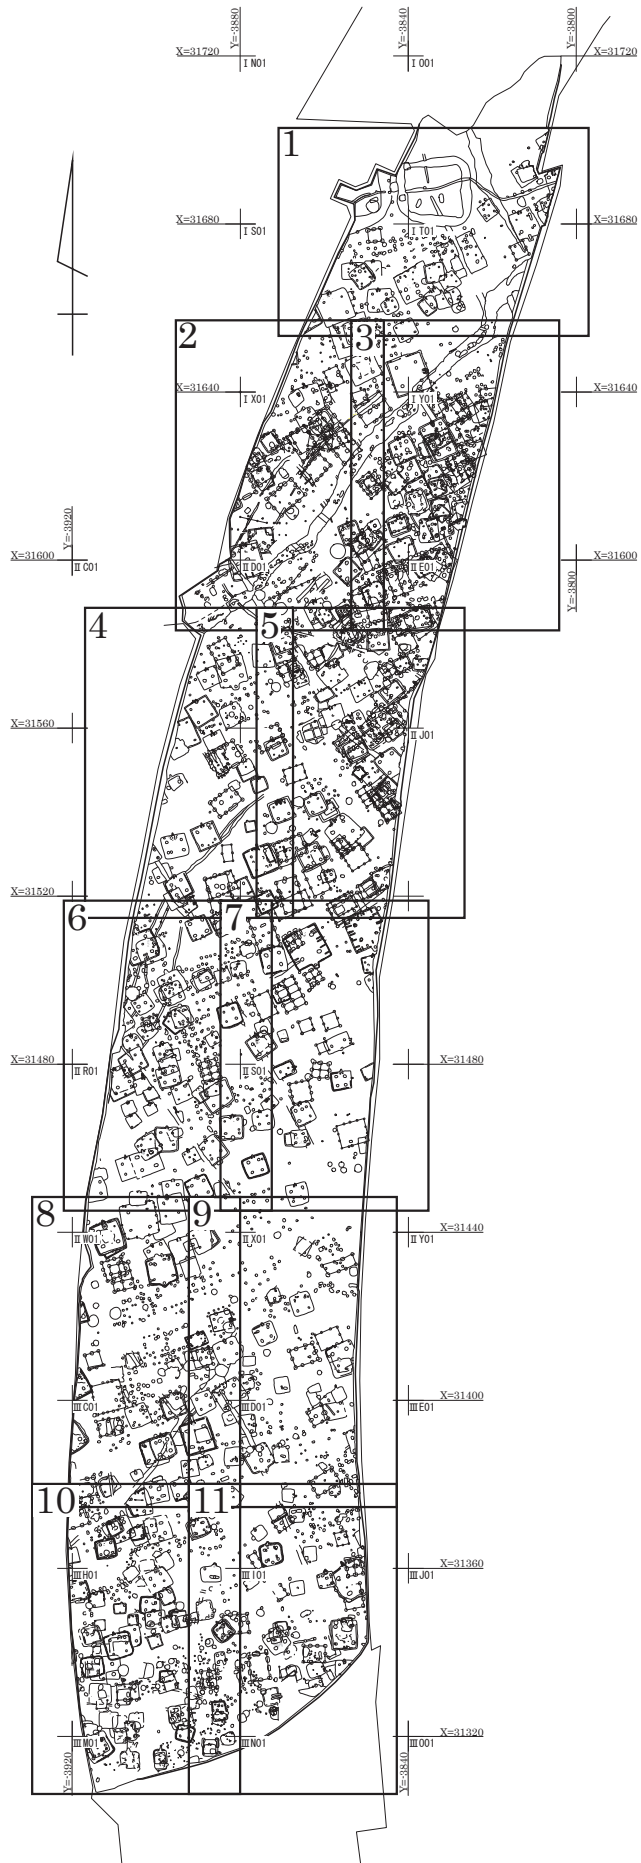 Y=-3880
Y=-3840
Y=-3800
X=31720
X=31720
I N01
I O01
1
X=31680
X=31680
I S01
I T01
2
3
X=31640
X=31640
I X01
I Y01
Y=-3920
X=31600
X=31600
II C01
II D01
II E01
Y=-3800
4
5
X=31560
II J01
X=31520
6
7
X=31480
X=31480
II R01
II S01
8
9
X=31440
II W01
II X01
II Y01
X=31400
III C01
III D01
III E01
10
11
X=31360
III H01
III I01
III J01
X=31320
III M01
III N01
III O01
Y=-3920
Y=-3840